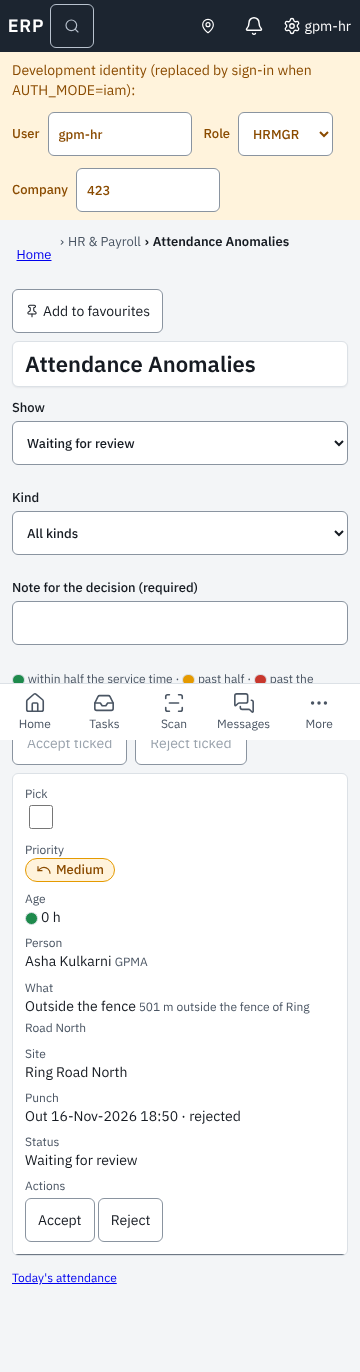 ERP
gpm-hr
Development identity (replaced by sign-in when
AUTH_MODE=iam):
User
gpm-hr
Role
HRMGR
Company
423
Home › HR & Payroll › Attendance Anomalies
Add to favourites
Attendance Anomalies
Show
Waiting for review
Kind
All kinds
Note for the decision (required)
within half the service time · past half · past the
Home
Tasks
Scan
Messages
More
Accept ticked
Reject ticked
Pick
Priority
Medium
Age
0 h
Person
Asha Kulkarni GPMA
What
Outside the fence 501 m outside the fence of Ring
Road North
Site
Ring Road North
Punch
Out 16-Nov-2026 18:50 · rejected
Status
Waiting for review
Actions
Accept
Reject
Today's attendance